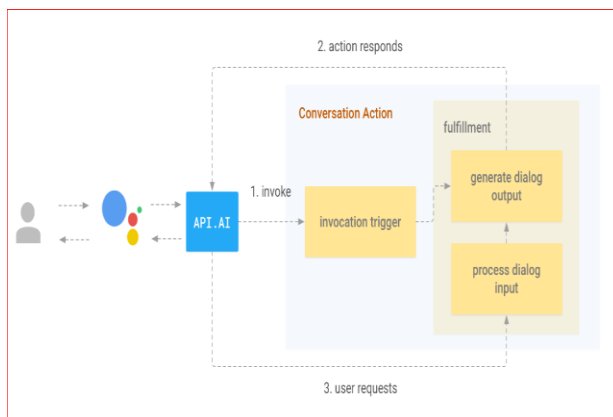 2. action responds
Conversation Action
fulfillment
1. invoke
API.AI
invocation trigger
generate dialog
output
process dialog
input
3. user requests